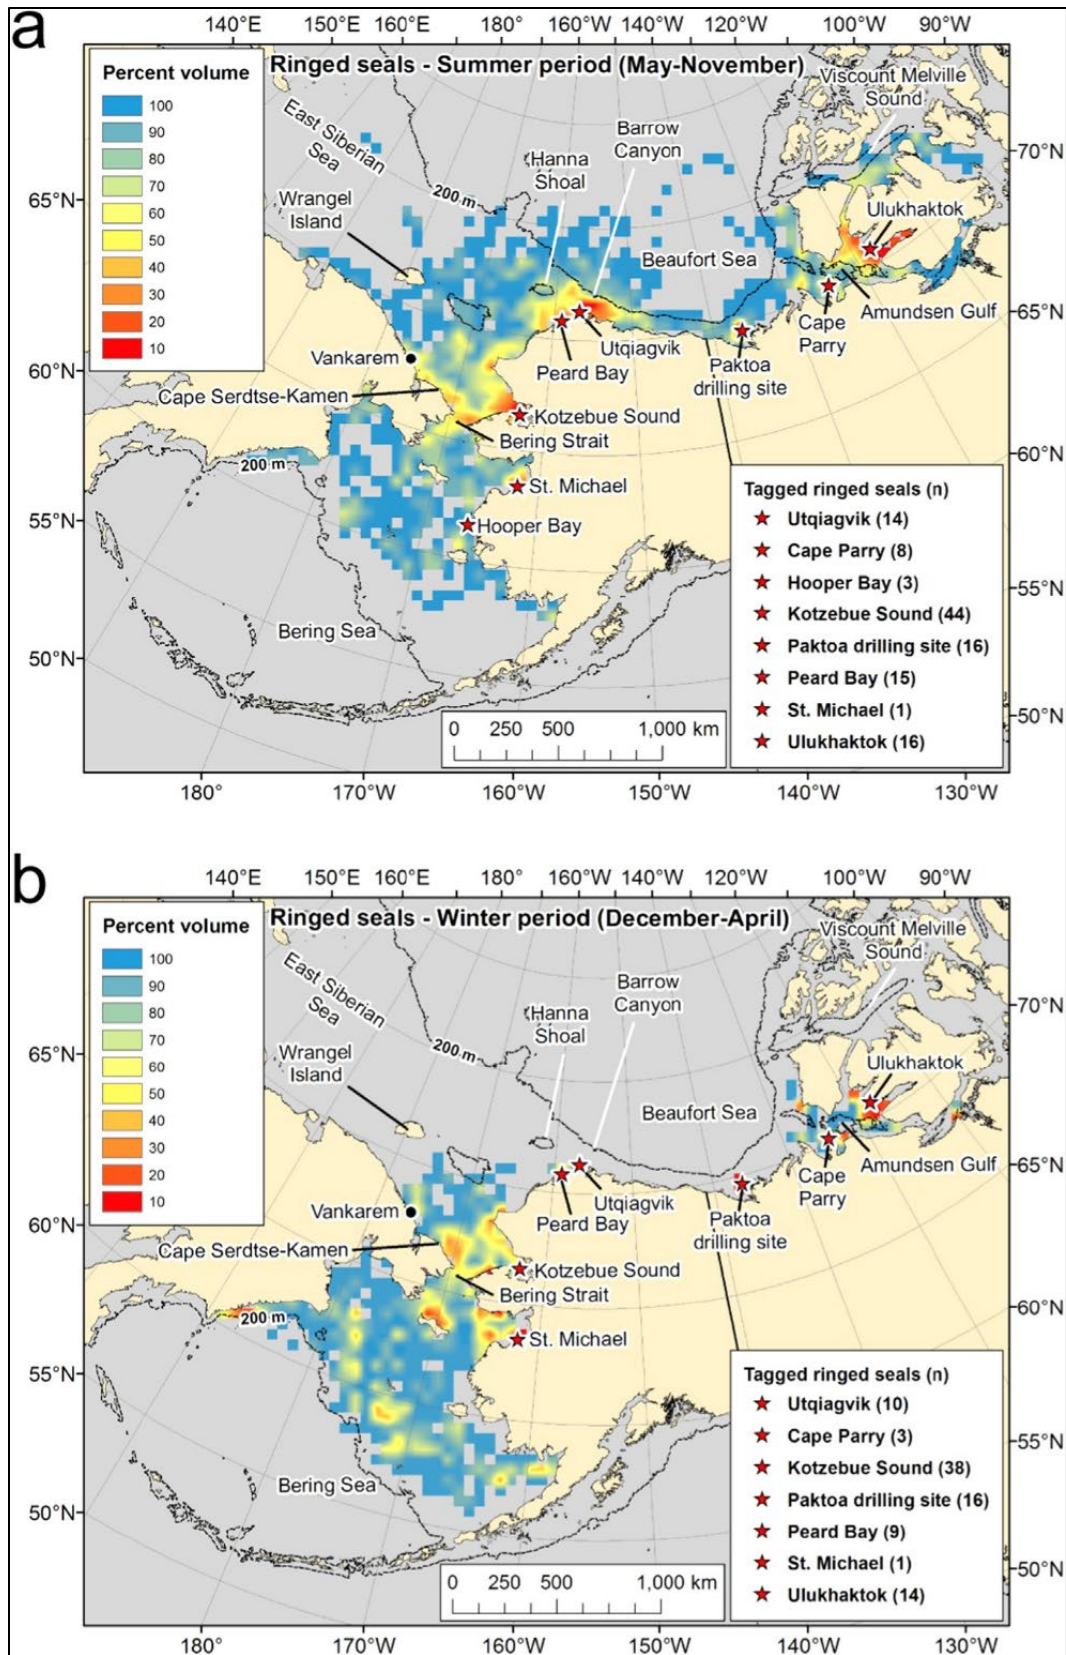 a
140°E 150°E 160°E 180° 160°W 150°W 140°W 120°W 100°W 90°W
Ringed seals - Summer period (May-November)
Percent volume
100
90
80
70
60
50
40
30
20
10
East Siberian
Sea
Wrangel
Island
200 m
Hanna
Shoal
Barrow
Canyon
Viscount Melville
Sound
Ulukhaktok
Beaufort Sea
Amundsen Gulf
Cape
Parry
Paktoa
drilling site
Utqiagvik
Peard Bay
Vankarem
Cape Serdtse-Kamen
Kotzebue Sound
Bering Strait
200 m
St. Michael
Hooper Bay
Bering Sea
65°N
60°N
55°N
50°N
70°N
65°N
60°N
55°N
50°N
Tagged ringed seals (n)
Utqiagvik (14)
Cape Parry (8)
Hooper Bay (3)
Kotzebue Sound (44)
Paktoa drilling site (16)
Peard Bay (15)
St. Michael (1)
Ulukhaktok (16)
0 250 500 1,000 km
180° 170°W 160°W 150°W 140°W 130°W
b
140°E 150°E 160°E 180° 160°W 150°W 140°W 120°W 100°W 90°W
Ringed seals - Winter period (December-April)
Percent volume
100
90
80
70
60
50
40
30
20
10
East Siberian
Sea
Wrangel
Island
200 m
Hanna
Shoal
Barrow
Canyon
Viscount Melville
Sound
Ulukhaktok
Beaufort Sea
Amundsen Gulf
Cape
Parry
Paktoa
drilling site
Utqiagvik
Peard Bay
Vankarem
Cape Serdtse-Kamen
Kotzebue Sound
Bering Strait
200 m
St. Michael
Bering Sea
65°N
60°N
55°N
50°N
70°N
65°N
60°N
55°N
50°N
Tagged ringed seals (n)
Utqiagvik (10)
Cape Parry (3)
Kotzebue Sound (38)
Paktoa drilling site (16)
Peard Bay (9)
St. Michael (1)
Ulukhaktok (14)
0 250 500 1,000 km
180° 170°W 160°W 150°W 140°W 130°W